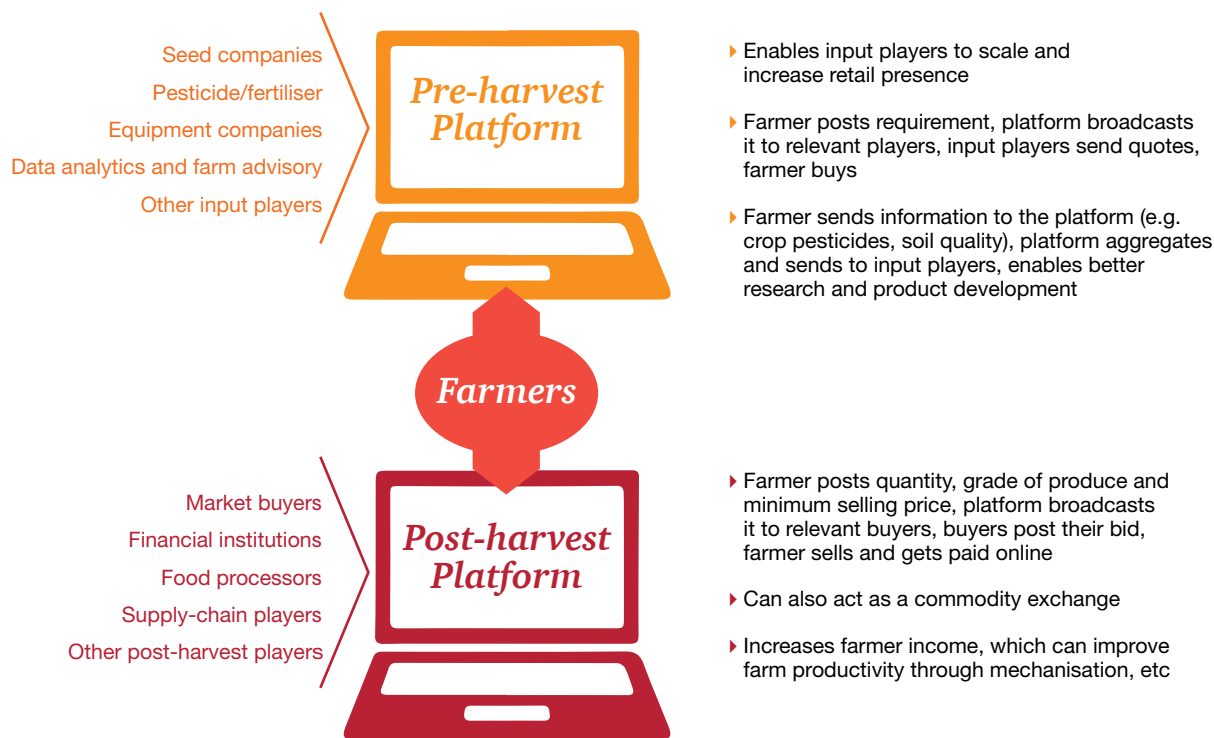 Seed companies
Pesticide/fertiliser
Equipment companies
Data analytics and farm advisory
Other input players
Pre-harvest
Platform
Enables input players to scale and
increase retail presence
Farmer posts requirement, platform broadcasts
it to relevant players, input players send quotes,
farmer buys
Farmer sends information to the platform (e.g.
crop pesticides, soil quality), platform aggregates
and sends to input players, enables better
research and product development
Farmers
Market buyers
Financial institutions
Food processors
Supply-chain players
Other post-harvest players
Post-harvest
Platform
Farmer posts quantity, grade of produce and
minimum selling price, platform broadcasts
it to relevant buyers, buyers post their bid,
farmer sells and gets paid online
Can also act as a commodity exchange
Increases farmer income, which can improve
farm productivity through mechanisation, etc